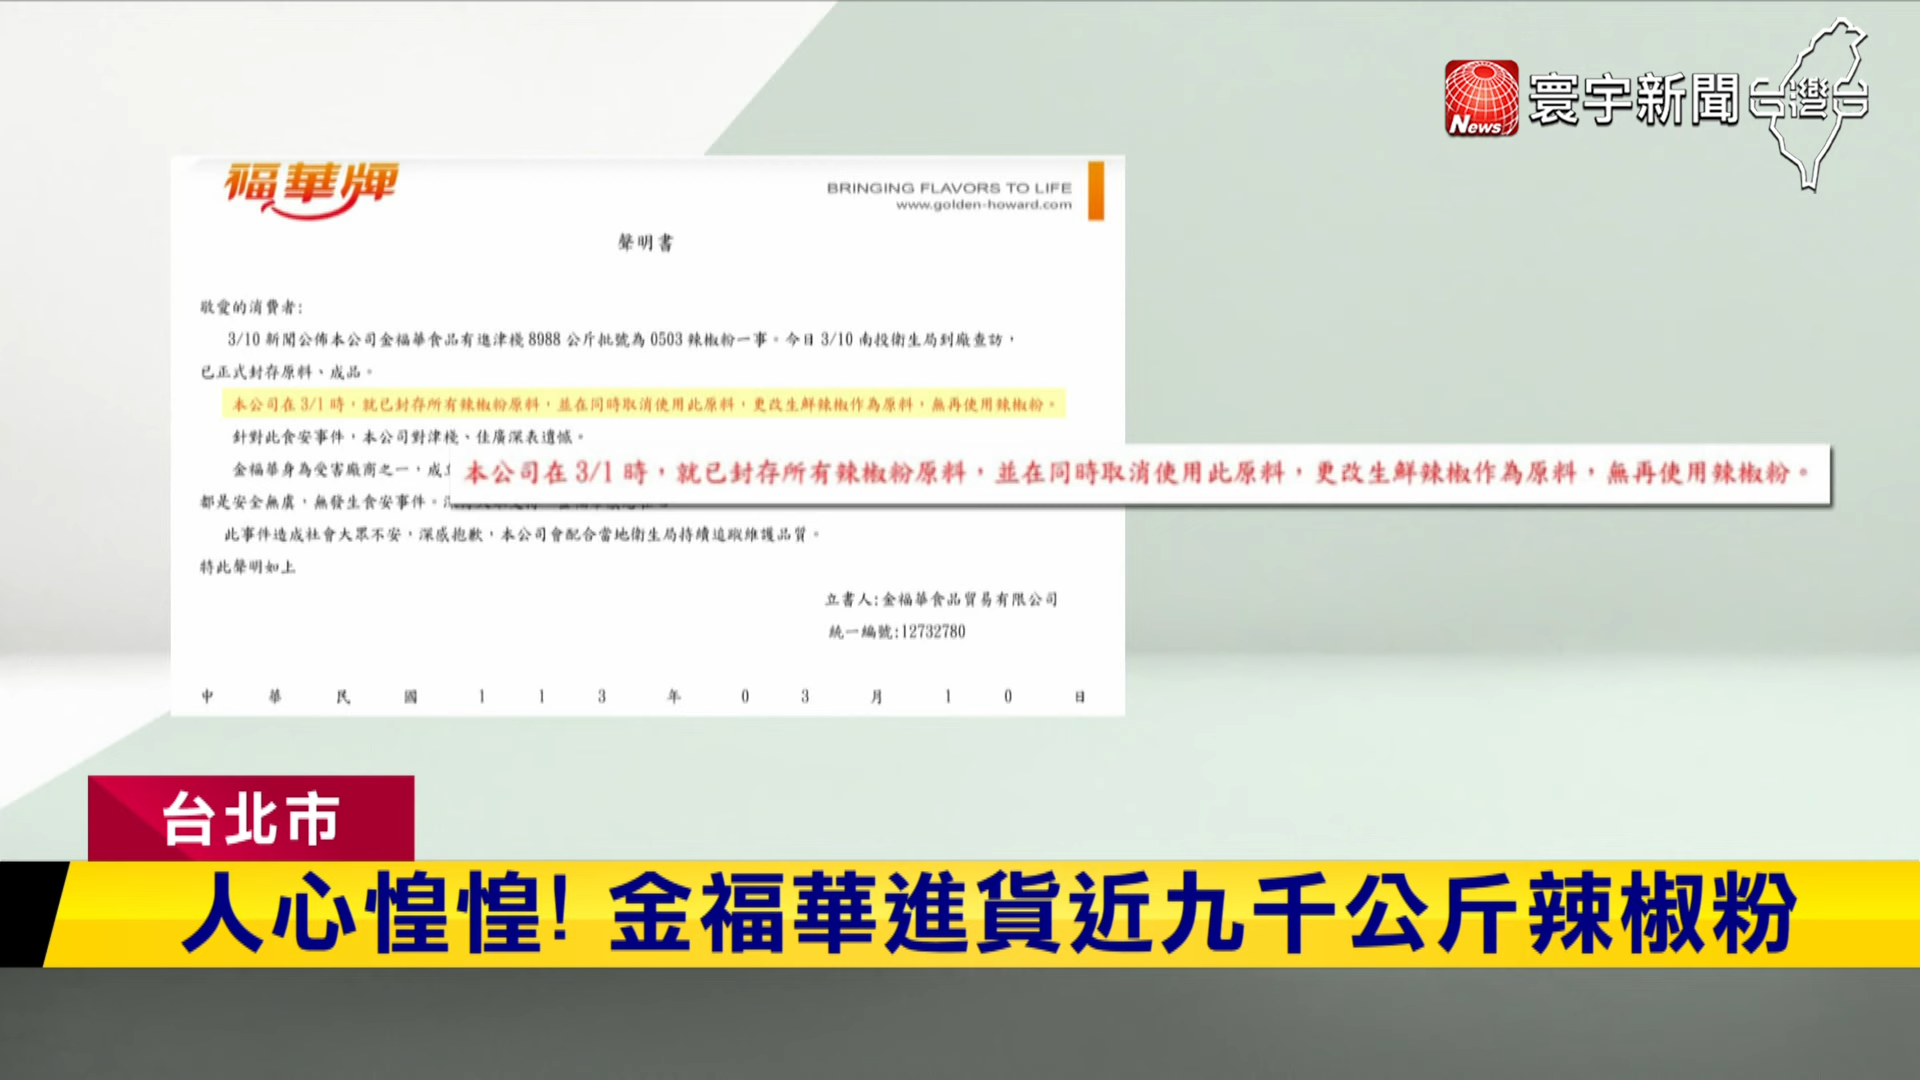 News 寰宇新聞 台灣台
福華牌
BRINGING FLAVORS TO LIFE
www.golden-howard.com
聲明書
敬愛的消費者:
3/10 新聞公佈本公司金福華食品有進津棧 8988 公斤批號為 0503 辣椒粉一事。今日 3/10 南投衛生局到廠查訪，
已正式封存原料、成品。
本公司在 3/1 時，就已封存所有辣椒粉原料，並在同時取消使用此原料，更改生鮮辣椒作為原料，無再使用辣椒粉。
針對此食安事件，本公司對津棧、佳廣深表遺憾。
金福華身為受害廠商之一，成立
本公司在 3/1 時，就已封存所有辣椒粉原料，並在同時取消使用此原料，更改生鮮辣椒作為原料，無再使用辣椒粉。
都是安全無虞，無發生食安事件。
此事件造成社會大眾不安，深感抱歉，本公司會配合當地衛生局持續追蹤維護品質。
特此聲明如上
立書人:金福華食品貿易有限公司
統一編號:12732780
中華民國113年03月10日
台北市
人心惶惶! 金福華進貨近九千公斤辣椒粉